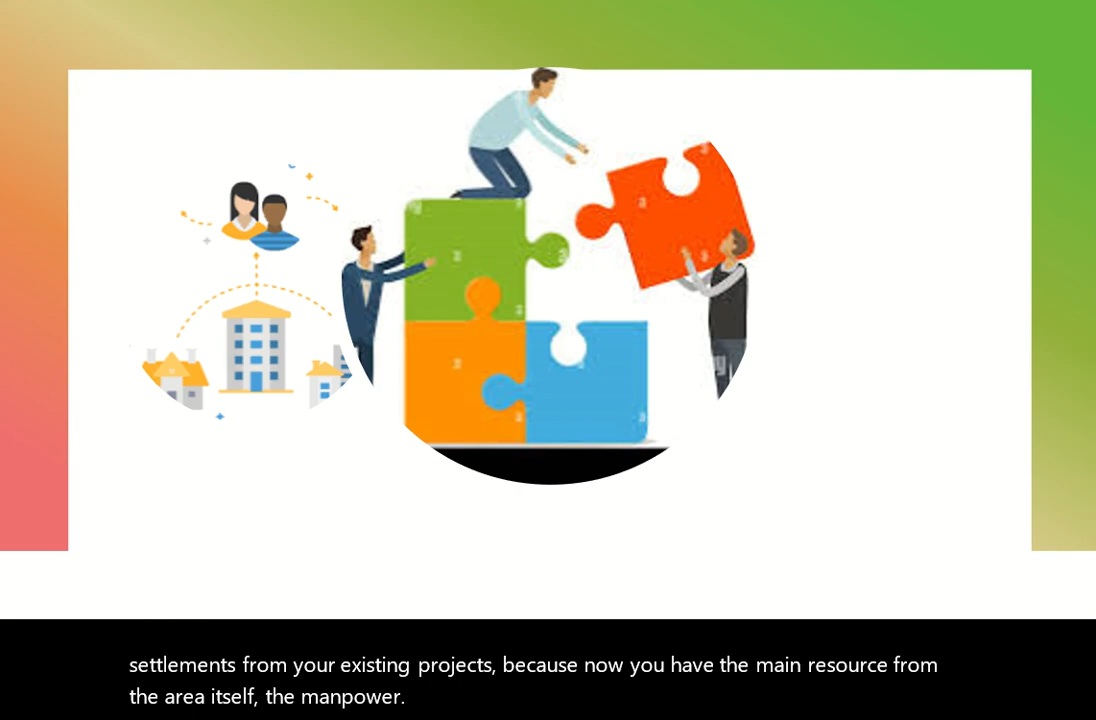 settlements from your existing projects, because now you have the main resource from
the area itself, the manpower.